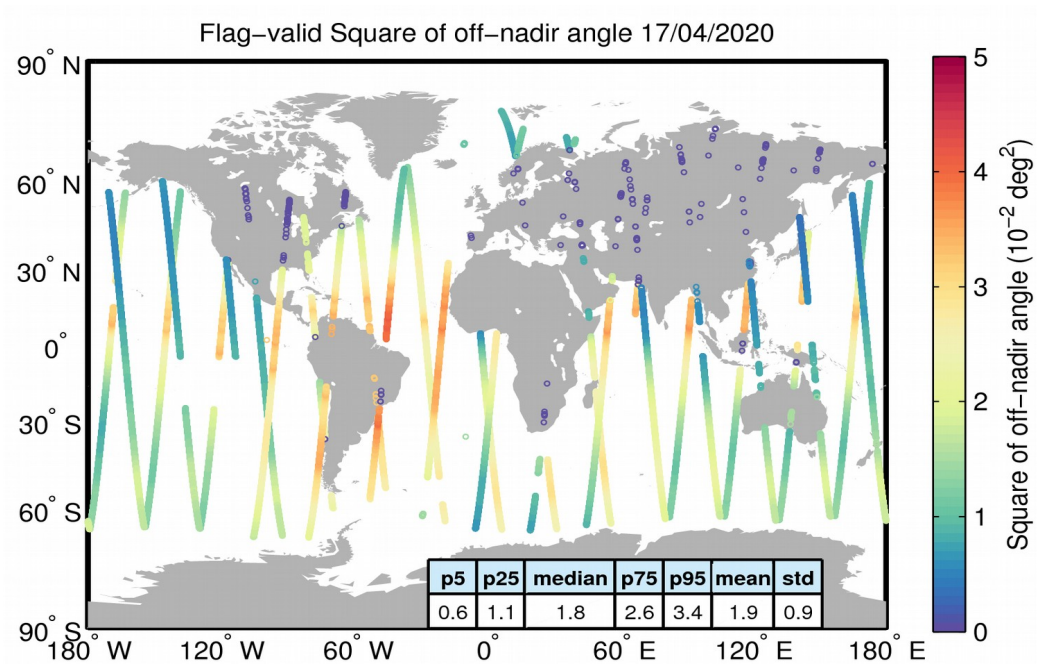 Flag−valid Square of off−nadir angle 17/04/2020
90° N
60° N
30° N
0°
30° S
60° S
90° S
180° W
120° W
60° W
0°
60° E
120° E
180° E
p5 p25 median p75 p95 mean std
0.6 1.1 1.8 2.6 3.4 1.9 0.9
5
4
3
2
1
0
Square of off−nadir angle (10⁻² deg²)